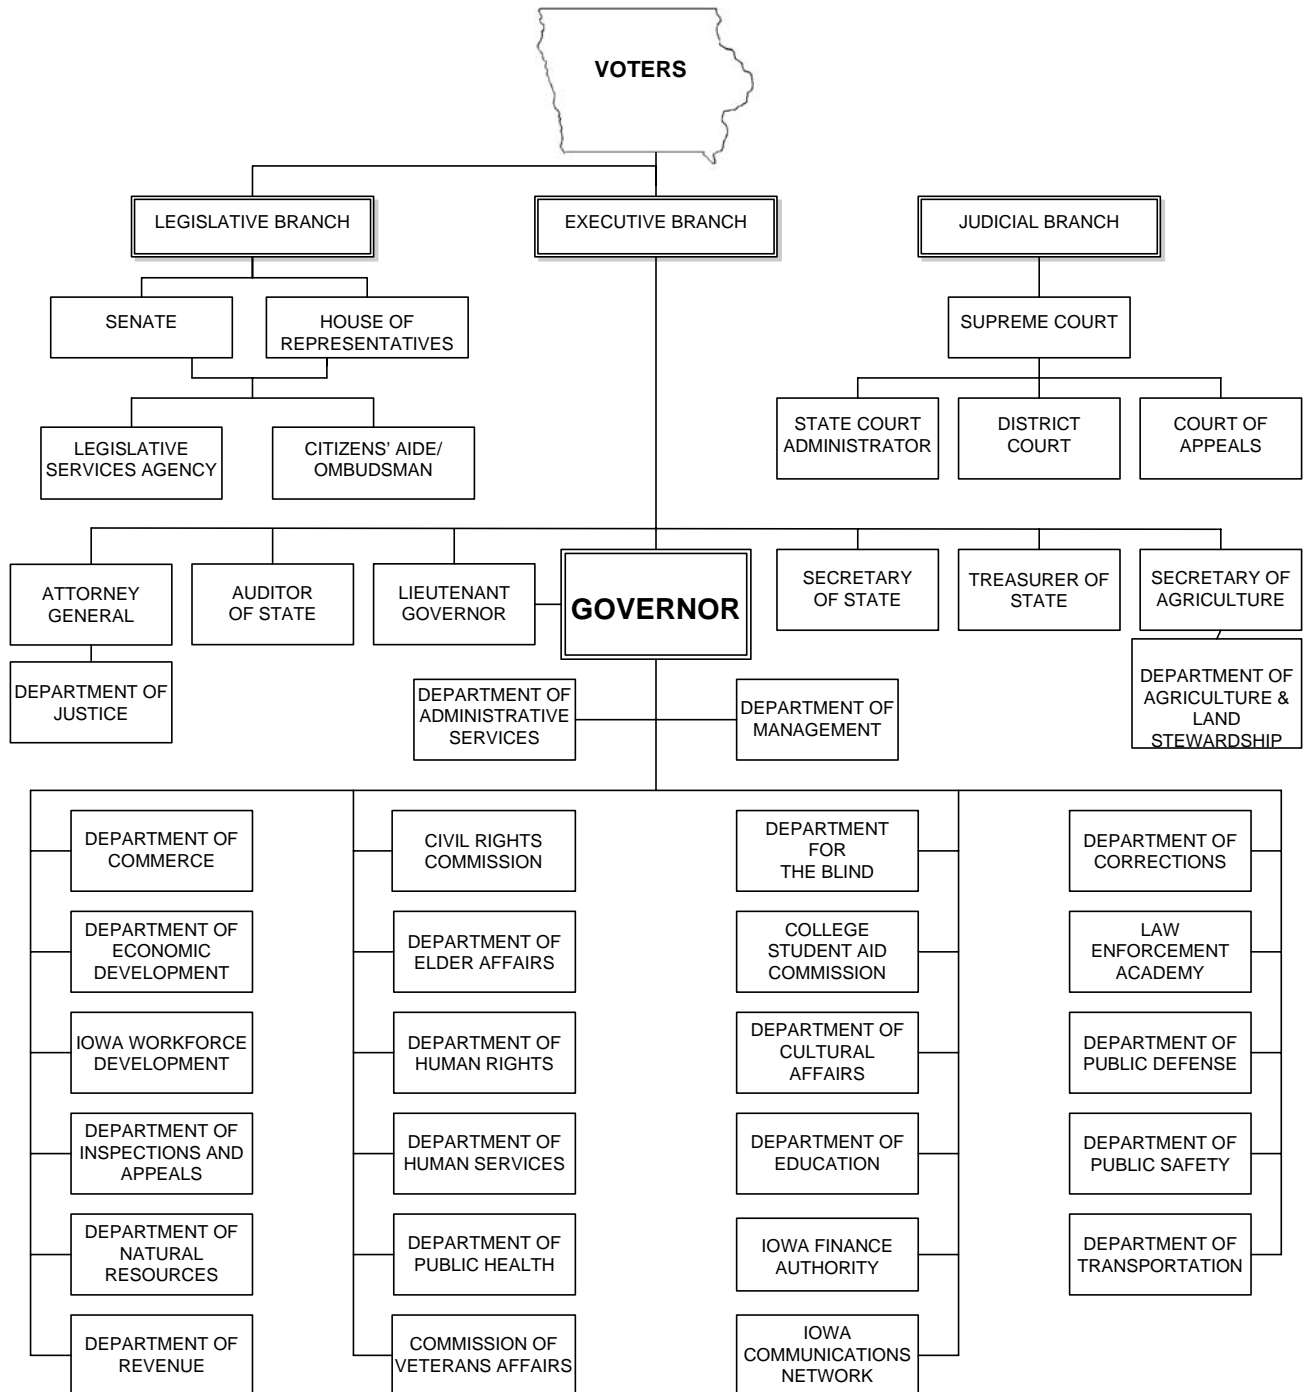 VOTERS
LEGISLATIVE BRANCH
EXECUTIVE BRANCH
JUDICIAL BRANCH
SENATE
HOUSE OF
REPRESENTATIVES
SUPREME COURT
LEGISLATIVE
SERVICES AGENCY
CITIZENS’ AIDE/
OMBUDSMAN
STATE COURT
ADMINISTRATOR
DISTRICT
COURT
COURT OF
APPEALS
ATTORNEY
GENERAL
AUDITOR
OF STATE
LIEUTENANT
GOVERNOR
GOVERNOR
SECRETARY
OF STATE
TREASURER OF
STATE
SECRETARY OF
AGRICULTURE
DEPARTMENT OF
JUSTICE
DEPARTMENT OF
ADMINISTRATIVE
SERVICES
DEPARTMENT OF
MANAGEMENT
DEPARTMENT OF
AGRICULTURE &
LAND
STEWARDSHIP
DEPARTMENT OF
COMMERCE
CIVIL RIGHTS
COMMISSION
DEPARTMENT
FOR
THE BLIND
DEPARTMENT OF
CORRECTIONS
DEPARTMENT OF
ECONOMIC
DEVELOPMENT
DEPARTMENT OF
ELDER AFFAIRS
COLLEGE
STUDENT AID
COMMISSION
LAW
ENFORCEMENT
ACADEMY
IOWA WORKFORCE
DEVELOPMENT
DEPARTMENT OF
HUMAN RIGHTS
DEPARTMENT OF
CULTURAL
AFFAIRS
DEPARTMENT OF
PUBLIC DEFENSE
DEPARTMENT OF
INSPECTIONS AND
APPEALS
DEPARTMENT OF
HUMAN SERVICES
DEPARTMENT OF
EDUCATION
DEPARTMENT OF
PUBLIC SAFETY
DEPARTMENT OF
NATURAL
RESOURCES
DEPARTMENT OF
PUBLIC HEALTH
IOWA FINANCE
AUTHORITY
DEPARTMENT OF
TRANSPORTATION
DEPARTMENT OF
REVENUE
COMMISSION OF
VETERANS AFFAIRS
IOWA
COMMUNICATIONS
NETWORK